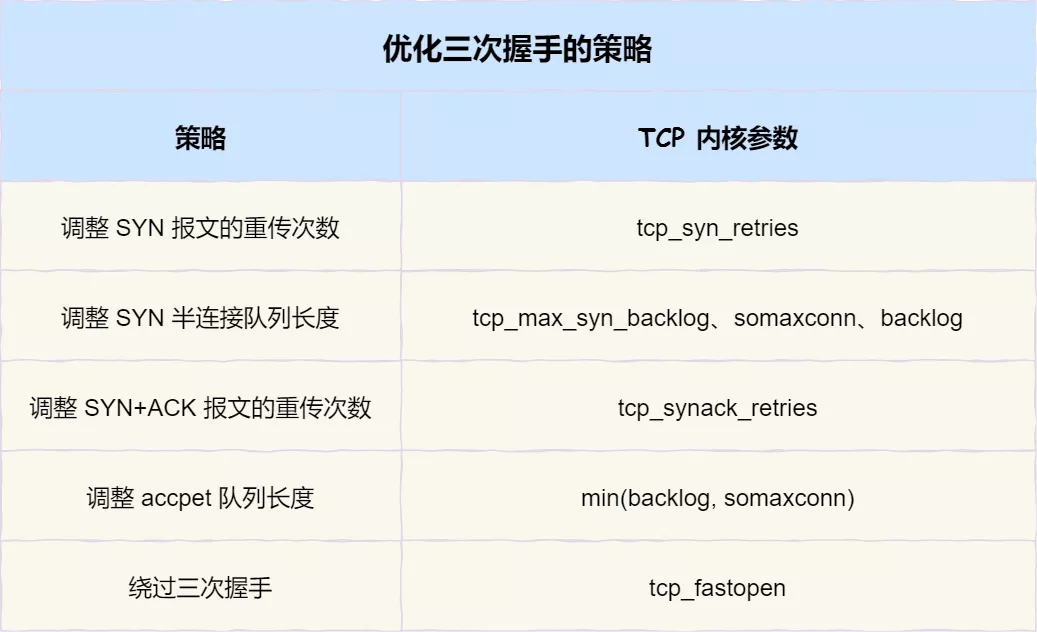 优化三次握手的策略
策略 TCP 内核参数
调整 SYN 报文的重传次数 tcp_syn_retries
调整 SYN 半连接队列长度 tcp_max_syn_backlog、somaxconn、backlog
调整 SYN+ACK 报文的重传次数 tcp_synack_retries
调整 accpet 队列长度 min(backlog, somaxconn)
绕过三次握手 tcp_fastopen